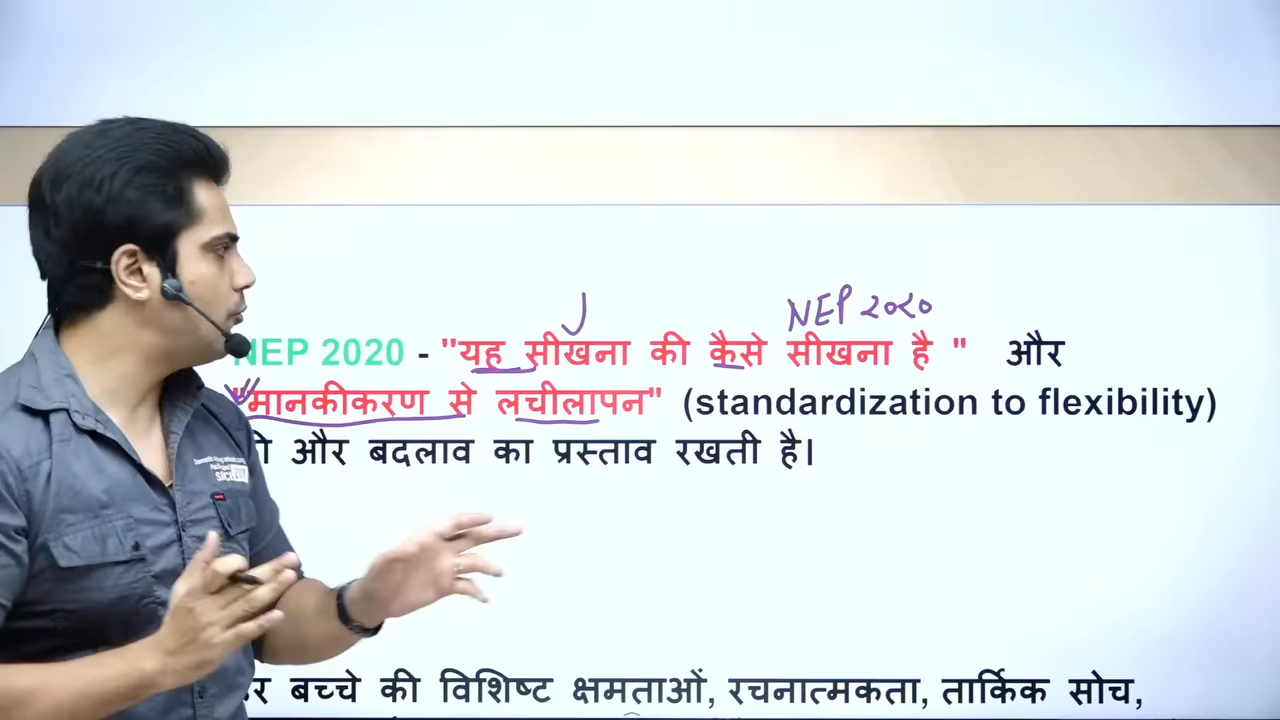 NEP 2020
NEP 2020 - "यह सीखना की कैसे सीखना है " और
"मानकीकरण से लचीलापन" (standardization to flexibility)
और बदलाव का प्रस्ताव रखती है।
बच्चे की विशिष्ट क्षमताओं, रचनात्मकता, तार्किक सोच,